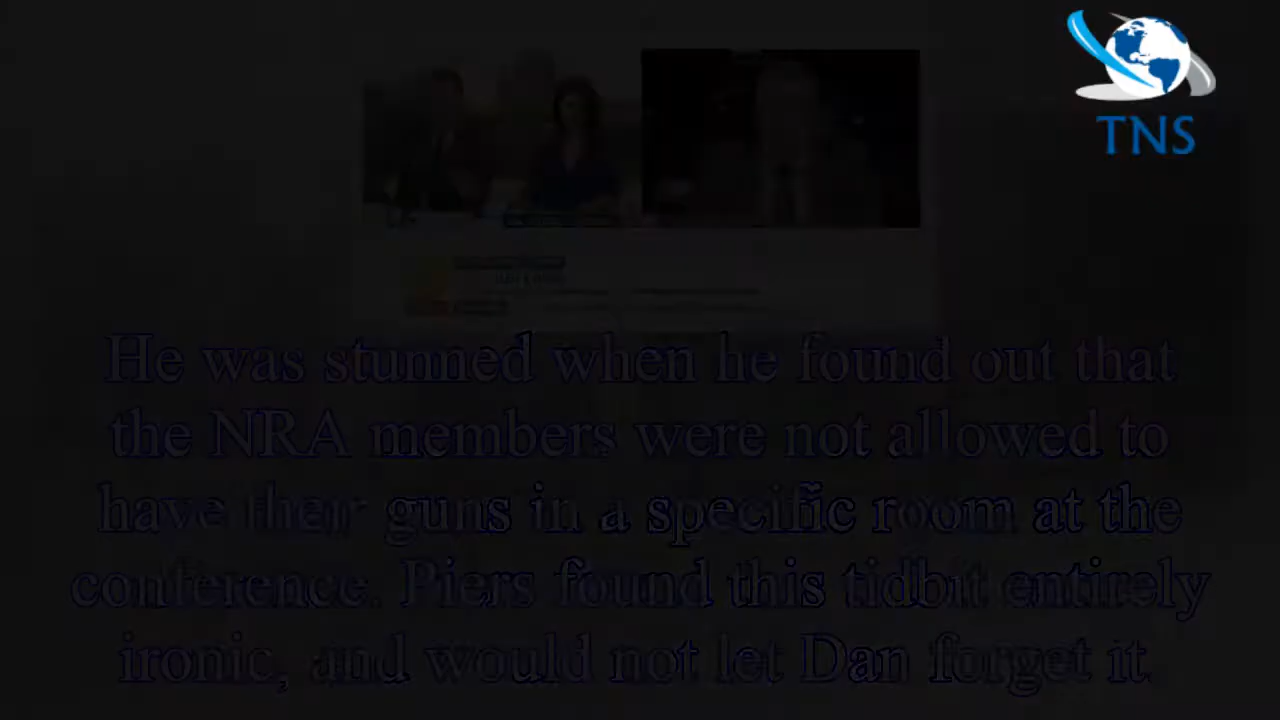 TNS
He was stunned when he found out that
the NRA members were not allowed to
have their guns in a specific room at the
conference. Piers found this tidbit entirely
ironic, and would not let Dan forget it.